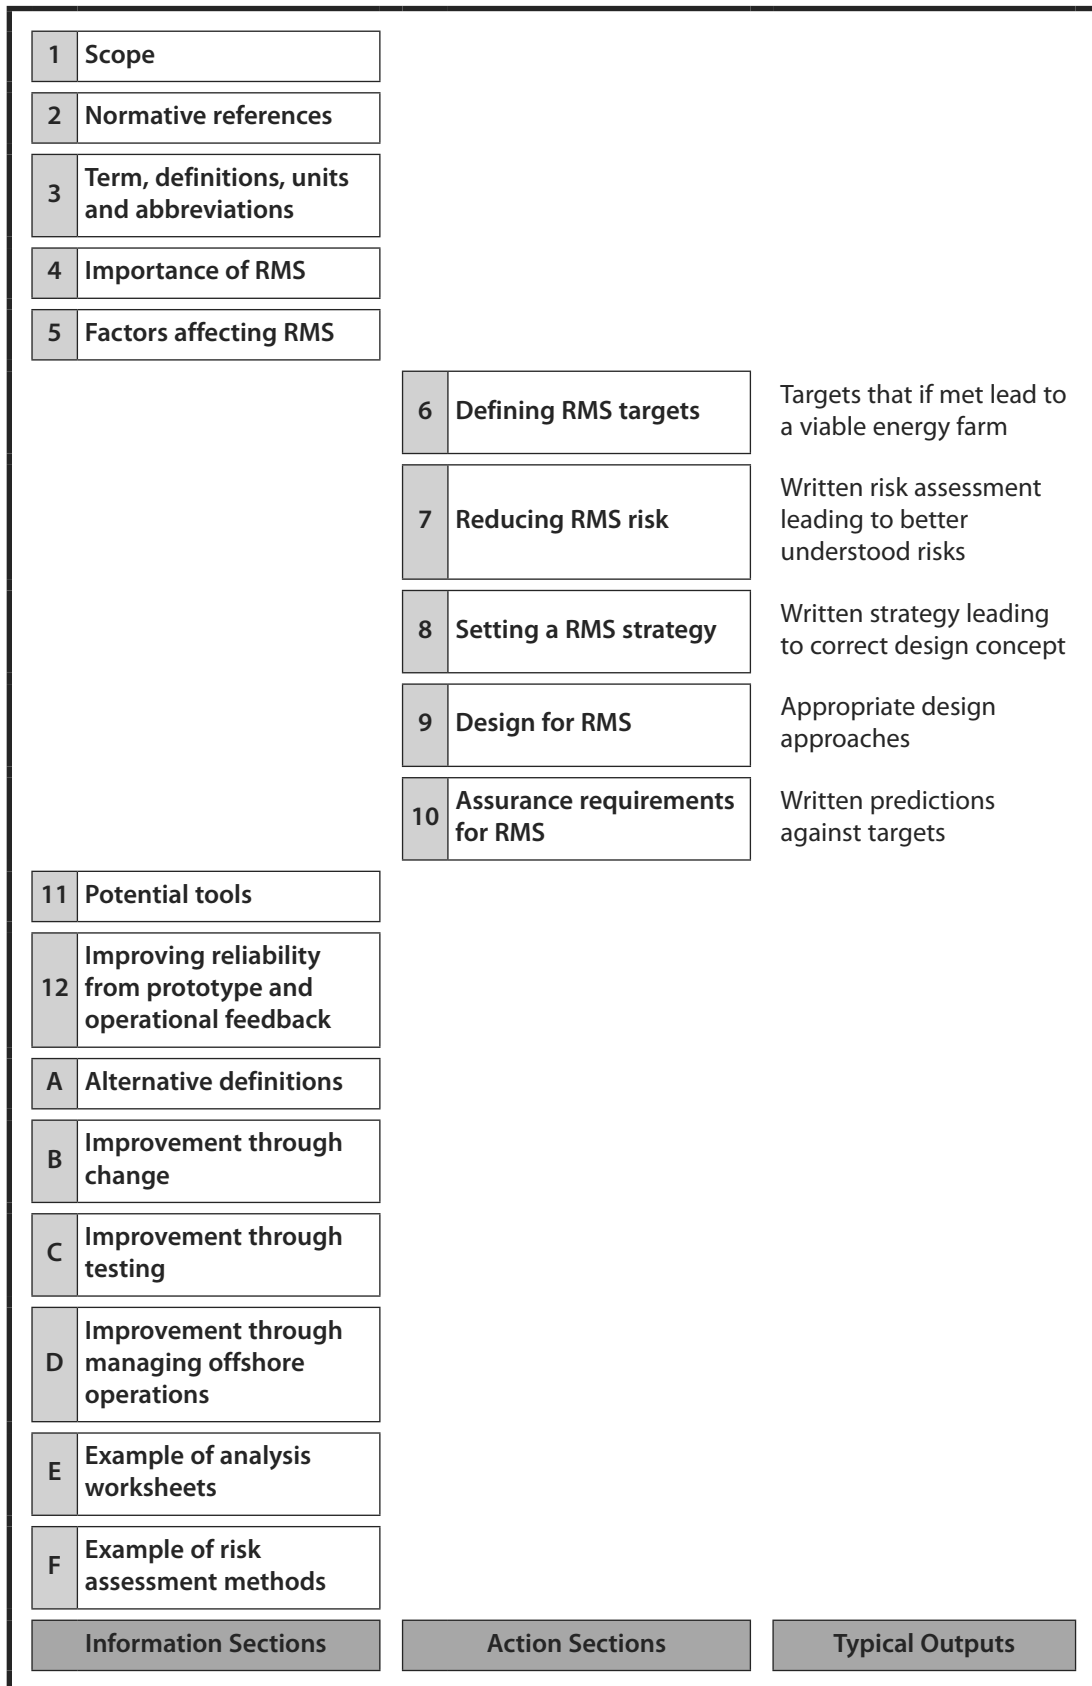 1 Scope
2 Normative references
3 Term, definitions, units
and abbreviations
4 Importance of RMS
5 Factors affecting RMS
6 Defining RMS targets
Targets that if met lead to
a viable energy farm
7 Reducing RMS risk
Written risk assessment
leading to better
understood risks
8 Setting a RMS strategy
Written strategy leading
to correct design concept
9 Design for RMS
Appropriate design
approaches
10 Assurance requirements
for RMS
Written predictions
against targets
11 Potential tools
12 Improving reliability
from prototype and
operational feedback
A Alternative definitions
B Improvement through
change
C Improvement through
testing
D Improvement through
managing offshore
operations
E Example of analysis
worksheets
F Example of risk
assessment methods
Information Sections
Action Sections
Typical Outputs